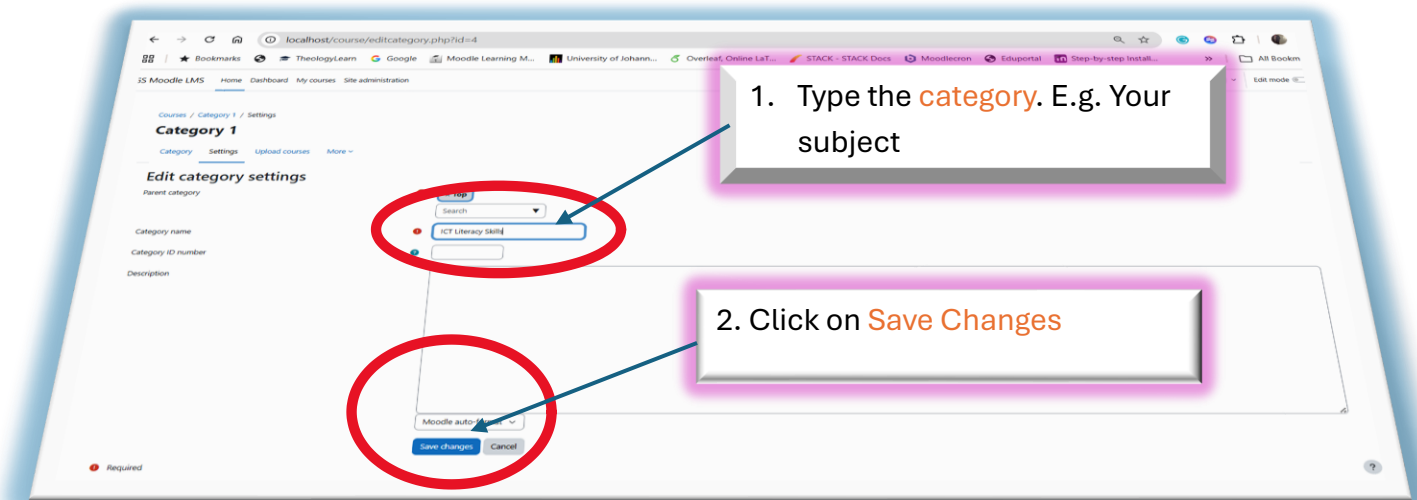 localhost/course/editcategory.php?id=4
Bookmarks TheologyLearn Google Moodle Learning M... University of Johann... Overleaf, Online LaT... STACK - STACK Docs Moodlecron Eduportal Step-by-step Install... » All Bookm
iS Moodle LMS Home Dashboard My courses Site administration Edit mode
1. Type the category. E.g. Your
subject
Courses / Category 1 / Settings
Category 1
Category Settings Upload courses More
Edit category settings
Parent category Top
Search
Category name ICT Literacy Skills
Category ID number
Description
2. Click on Save Changes
Moodle auto-format
Save changes Cancel
Required ?